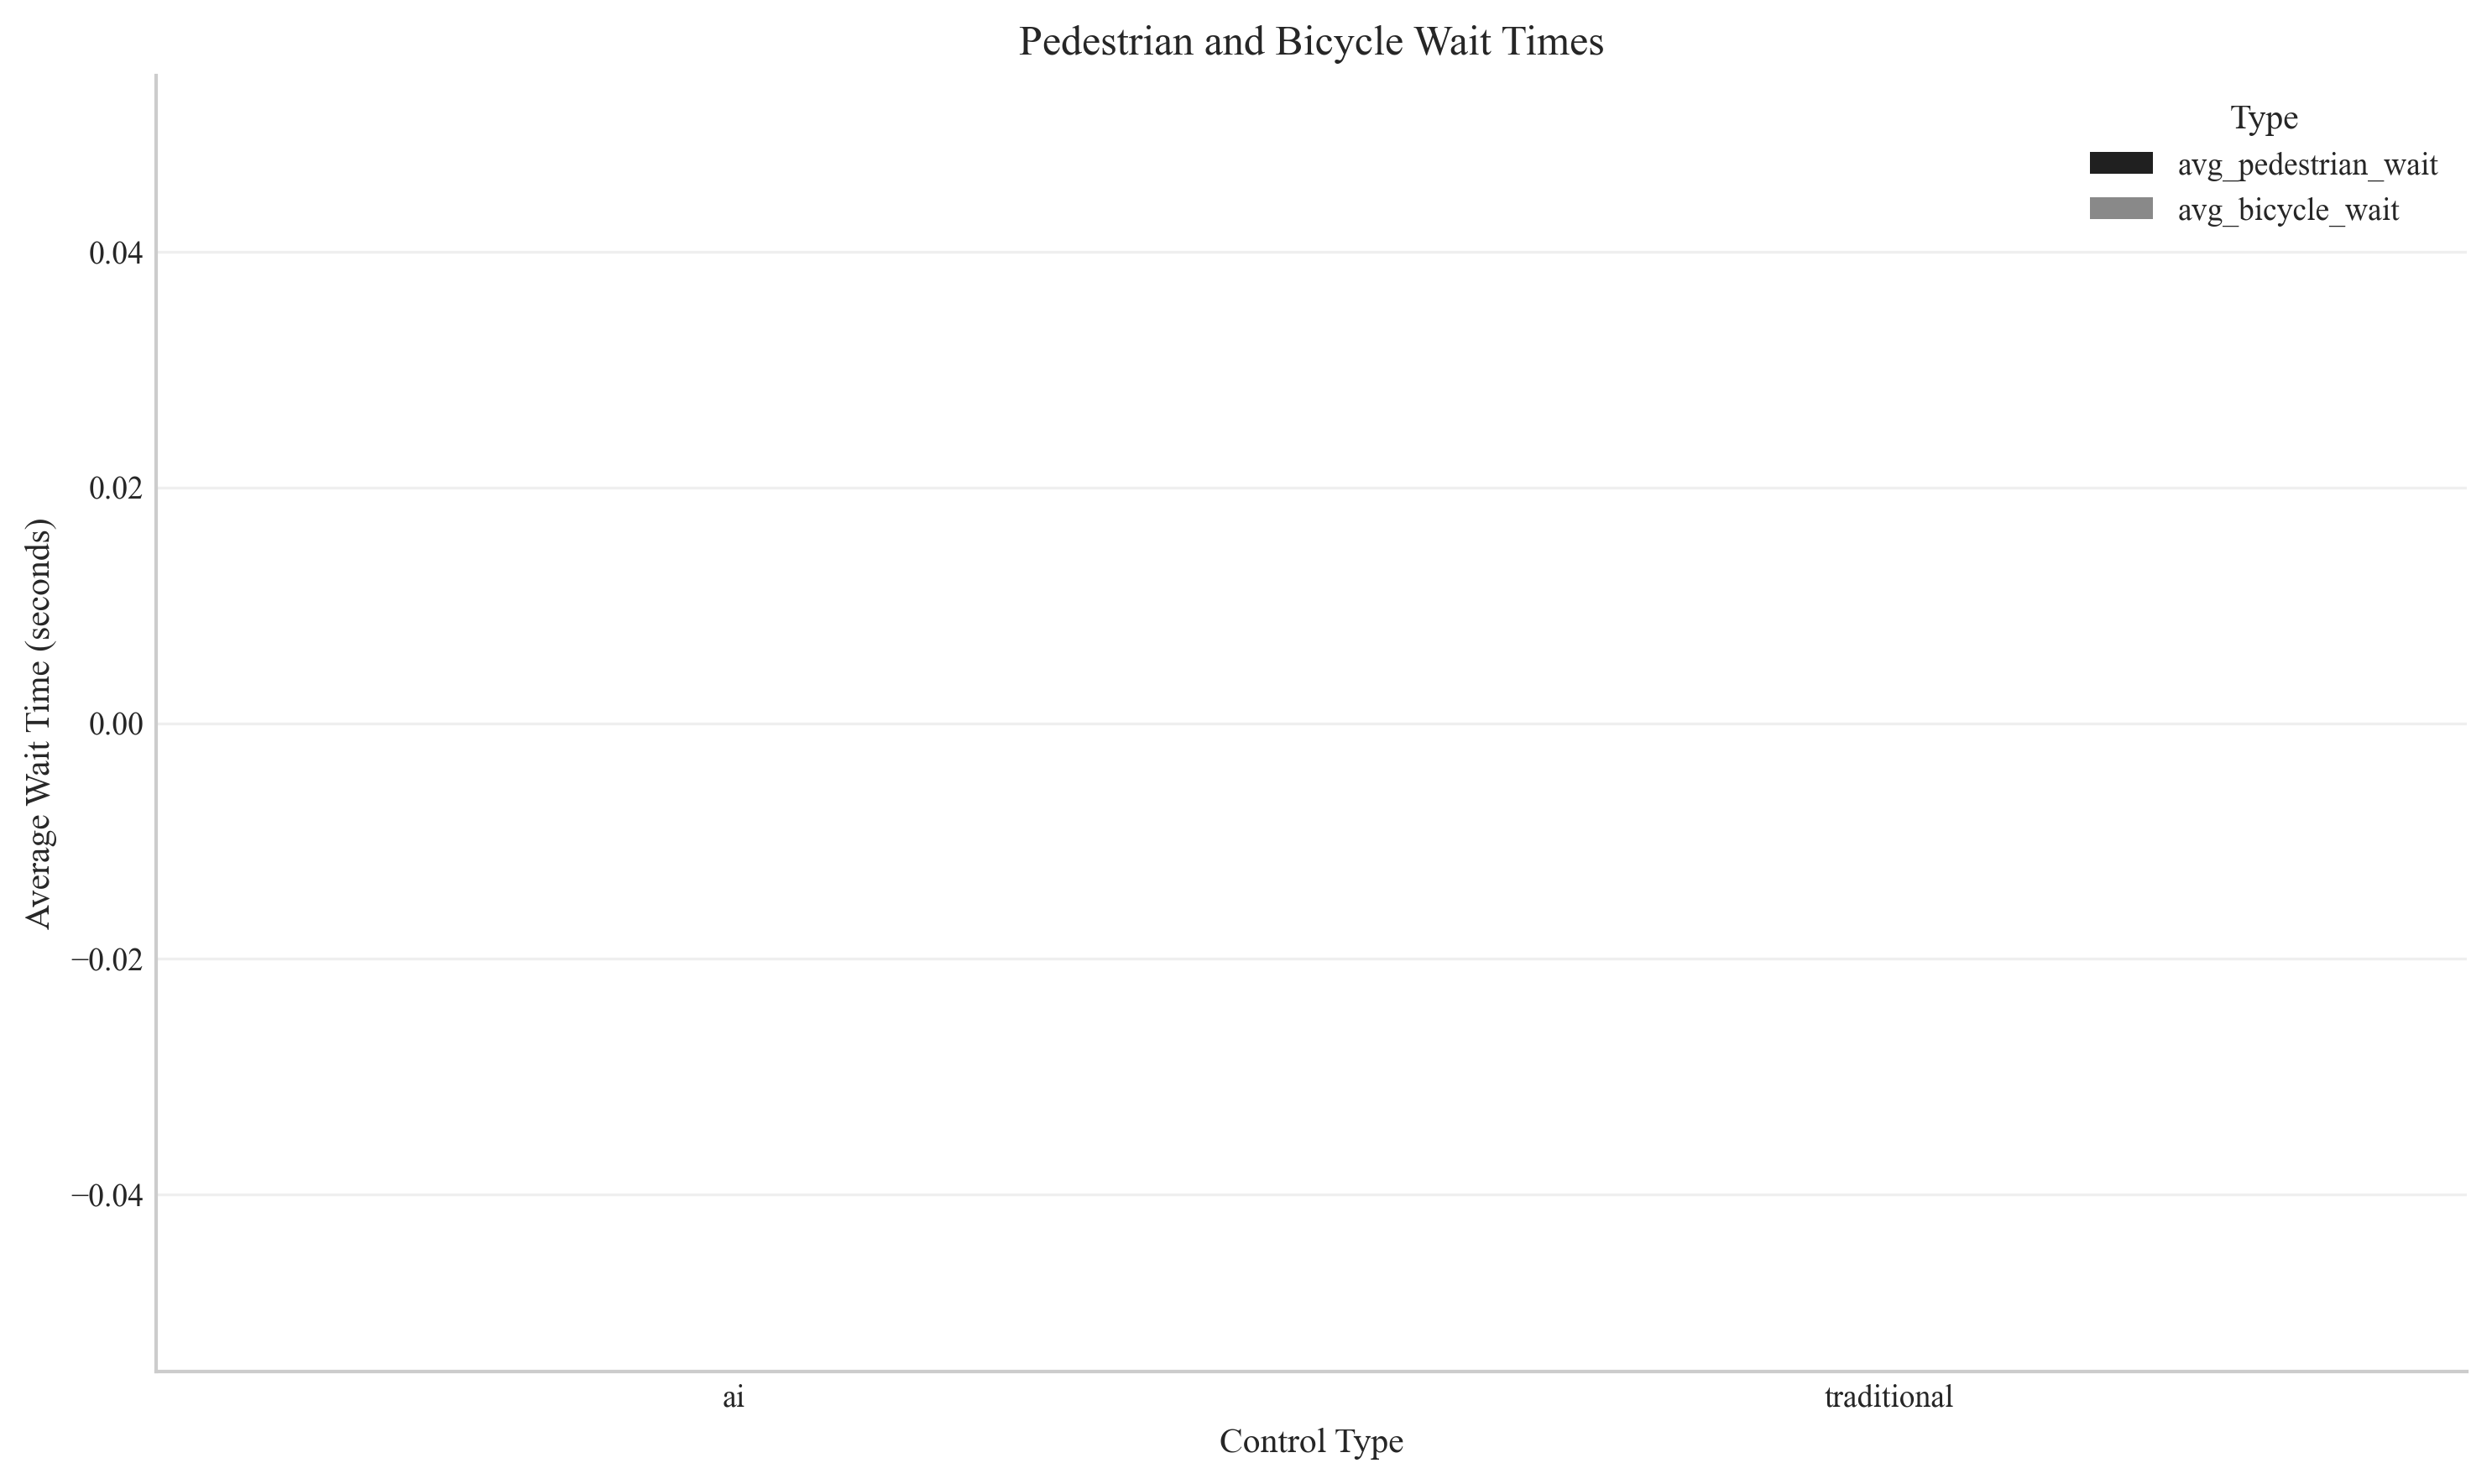 Pedestrian and Bicycle Wait Times
Type
avg_pedestrian_wait
avg_bicycle_wait
Average Wait Time (seconds)
0.04
0.02
0.00
−0.02
−0.04
ai
traditional
Control Type